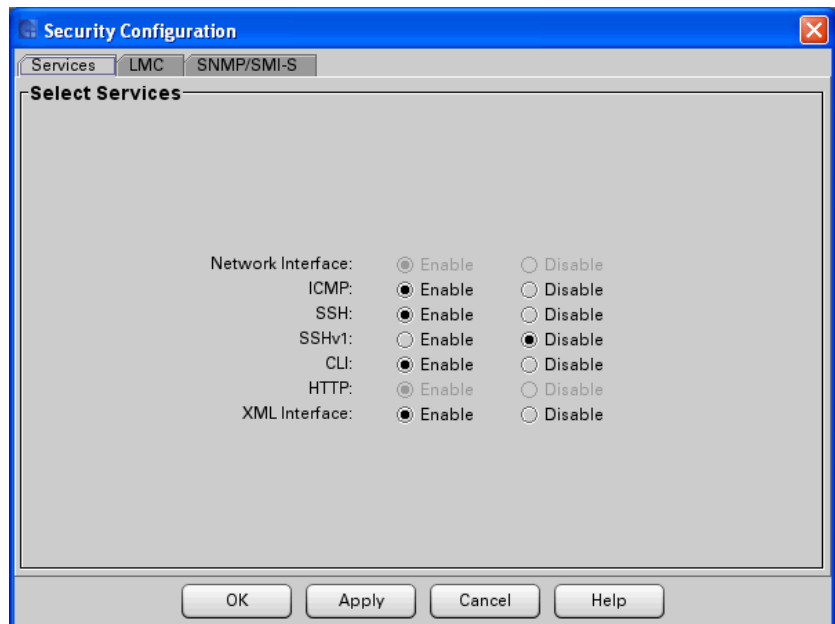 Security Configuration
Services LMC SNMP/SMI-S
Select Services
Network Interface: Enable Disable
ICMP: Enable Disable
SSH: Enable Disable
SSHv1: Enable Disable
CLI: Enable Disable
HTTP: Enable Disable
XML Interface: Enable Disable
OK Apply Cancel Help